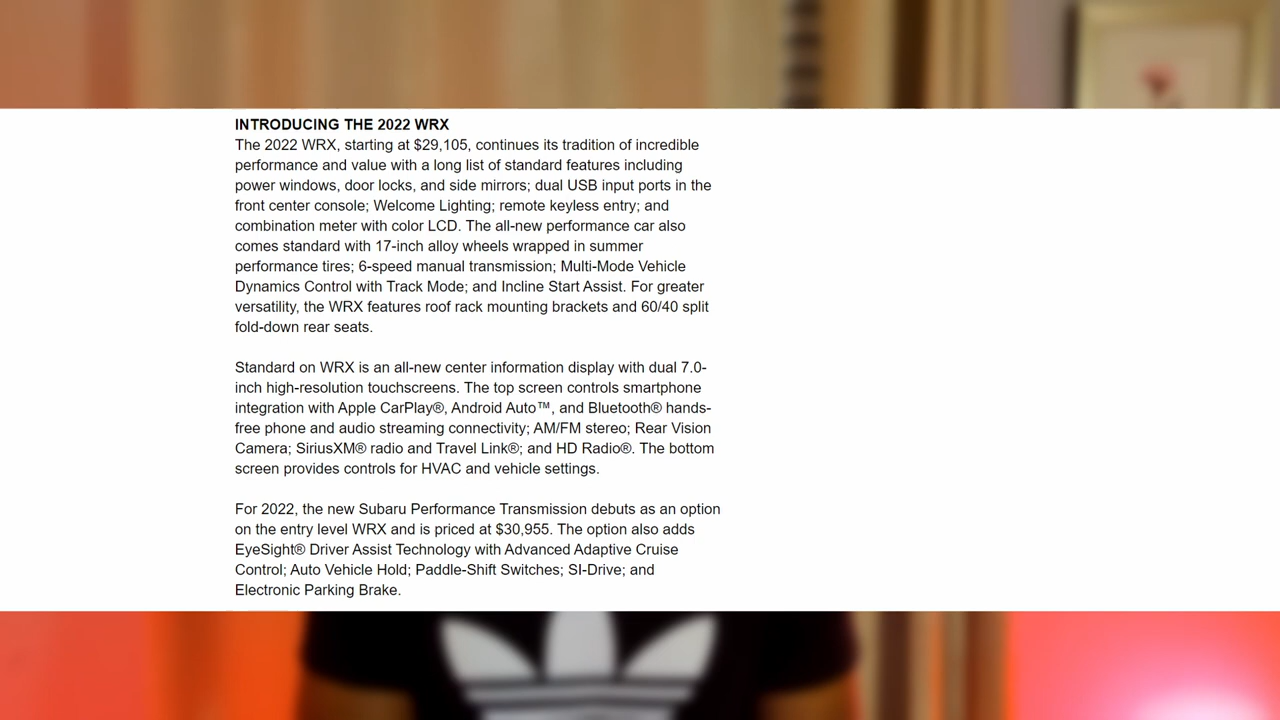 INTRODUCING THE 2022 WRX
The 2022 WRX, starting at $29,105, continues its tradition of incredible
performance and value with a long list of standard features including
power windows, door locks, and side mirrors; dual USB input ports in the
front center console; Welcome Lighting; remote keyless entry; and
combination meter with color LCD. The all-new performance car also
comes standard with 17-inch alloy wheels wrapped in summer
performance tires; 6-speed manual transmission; Multi-Mode Vehicle
Dynamics Control with Track Mode; and Incline Start Assist. For greater
versatility, the WRX features roof rack mounting brackets and 60/40 split
fold-down rear seats.
Standard on WRX is an all-new center information display with dual 7.0-
inch high-resolution touchscreens. The top screen controls smartphone
integration with Apple CarPlay®, Android Auto™, and Bluetooth® hands-
free phone and audio streaming connectivity; AM/FM stereo; Rear Vision
Camera; SiriusXM® radio and Travel Link®; and HD Radio®. The bottom
screen provides controls for HVAC and vehicle settings.
For 2022, the new Subaru Performance Transmission debuts as an option
on the entry level WRX and is priced at $30,955. The option also adds
EyeSight® Driver Assist Technology with Advanced Adaptive Cruise
Control; Auto Vehicle Hold; Paddle-Shift Switches; SI-Drive; and
Electronic Parking Brake.